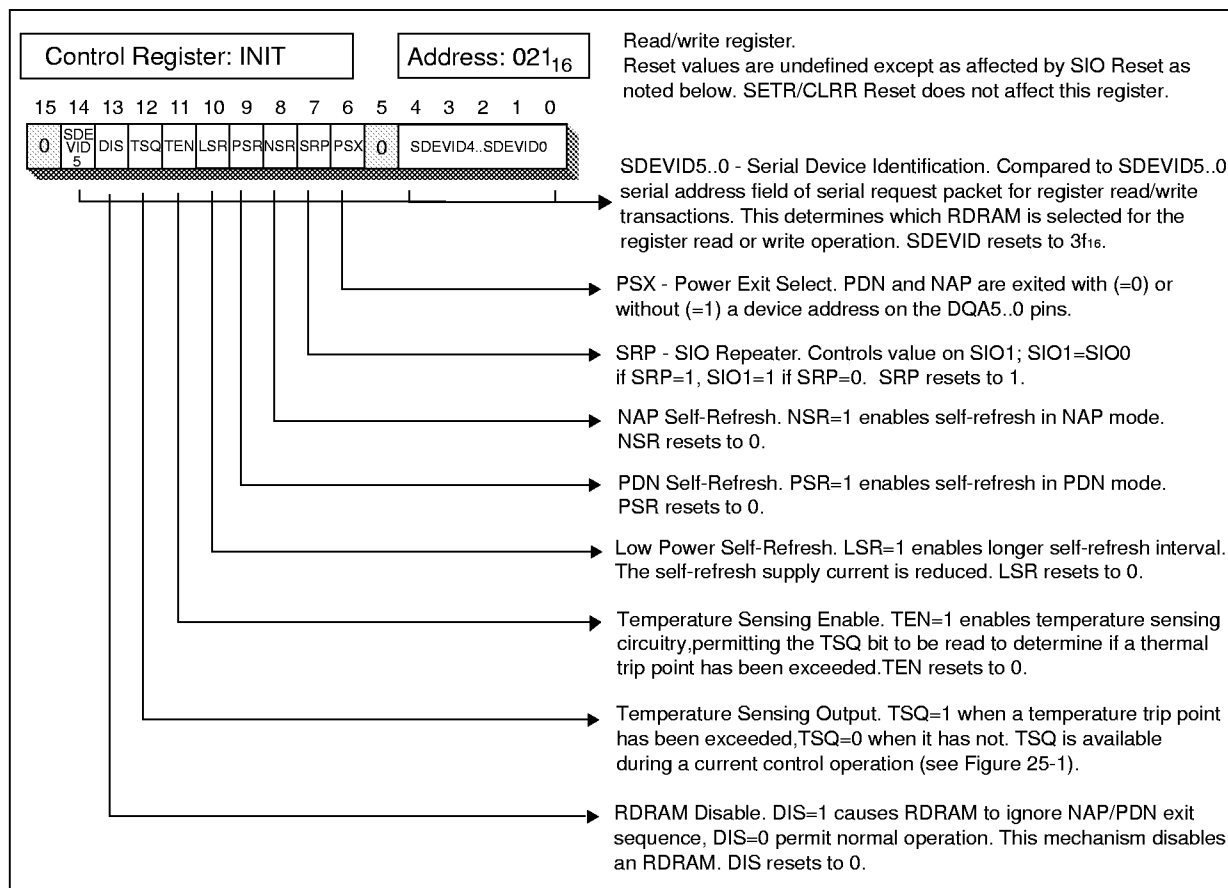 Control Register: INIT
Address: 021₁₆
Read/write register.
Reset values are undefined except as affected by SIO Reset as
noted below. SETR/CLRR Reset does not affect this register.
15 14 13 12 11 10 9 8 7 6 5 4 3 2 1 0
0 SDEVID5 DIS TSQ TEN LSR PSR NSR SRP PSX 0 SDEVID4..SDEVID0
SDEVID5..0 - Serial Device Identification. Compared to SDEVID5..0
serial address field of serial request packet for register read/write
transactions. This determines which RDRAM is selected for the
register read or write operation. SDEVID resets to 3f₁₆.
PSX - Power Exit Select. PDN and NAP are exited with (=0) or
without (=1) a device address on the DQA5..0 pins.
SRP - SIO Repeater. Controls value on SIO1; SIO1=SIO0
if SRP=1, SIO1=1 if SRP=0. SRP resets to 1.
NAP Self-Refresh. NSR=1 enables self-refresh in NAP mode.
NSR resets to 0.
PDN Self-Refresh. PSR=1 enables self-refresh in PDN mode.
PSR resets to 0.
Low Power Self-Refresh. LSR=1 enables longer self-refresh interval.
The self-refresh supply current is reduced. LSR resets to 0.
Temperature Sensing Enable. TEN=1 enables temperature sensing
circuitry,permitting the TSQ bit to be read to determine if a thermal
trip point has been exceeded.TEN resets to 0.
Temperature Sensing Output. TSQ=1 when a temperature trip point
has been exceeded,TSQ=0 when it has not. TSQ is available
during a current control operation (see Figure 25-1).
RDRAM Disable. DIS=1 causes RDRAM to ignore NAP/PDN exit
sequence, DIS=0 permit normal operation. This mechanism disables
an RDRAM. DIS resets to 0.